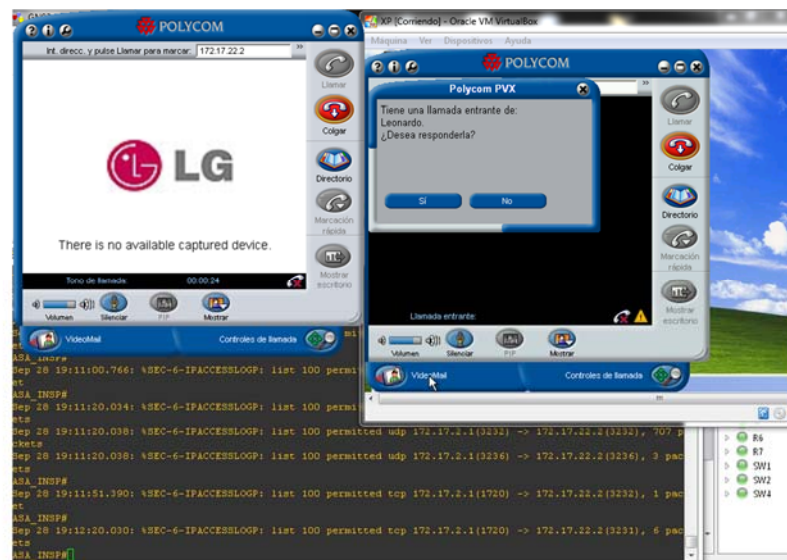 POLYCOM
Int. direcc. y pulse Llamar para marcar: 172.17.22.2
Llamar
Colgar
Directorio
Marcación
rápida
Mostrar
escritorio
LG
There is no available captured device.
Tono de llamada: 00:00:24
Volumen Silenciar PIP Mostrar
VideoMail Controles de llamada
XP [Corriendo] - Oracle VM VirtualBox
Máquina Ver Dispositivos Ayuda
POLYCOM
Polycom PVX
Tiene una llamada entrante de:
Leonardo.
¿Desea responderla?
Sí No
Llamar
Colgar
Directorio
Marcación
rápida
Mostrar
escritorio
Llamada entrante:
Volumen Silenciar PIP Mostrar
VideoMail Controles de llamada
ASA_INSP#
Sep 28 19:11:00.766: %SEC-6-IPACCESSLOGP: list 100 permit
ASA_INSP#
Sep 28 19:11:20.034: %SEC-6-IPACCESSLOGP: list 100 permi
ets
Sep 28 19:11:20.038: %SEC-6-IPACCESSLOGP: list 100 permitted udp 172.17.2.1(3232) -> 172.17.22.2(3232), 707 p
ckets
Sep 28 19:11:20.038: %SEC-6-IPACCESSLOGP: list 100 permitted udp 172.17.2.1(3236) -> 172.17.22.2(3236), 3 pac
ets
ASA_INSP#
Sep 28 19:11:51.390: %SEC-6-IPACCESSLOGP: list 100 permitted tcp 172.17.2.1(1720) -> 172.17.22.2(3232), 1 pac
et
ASA_INSP#
Sep 28 19:12:20.030: %SEC-6-IPACCESSLOGP: list 100 permitted tcp 172.17.2.1(1720) -> 172.17.22.2(3231), 6 pac
ets
ASA_INSP#
R6
R7
SW1
SW2
SW4